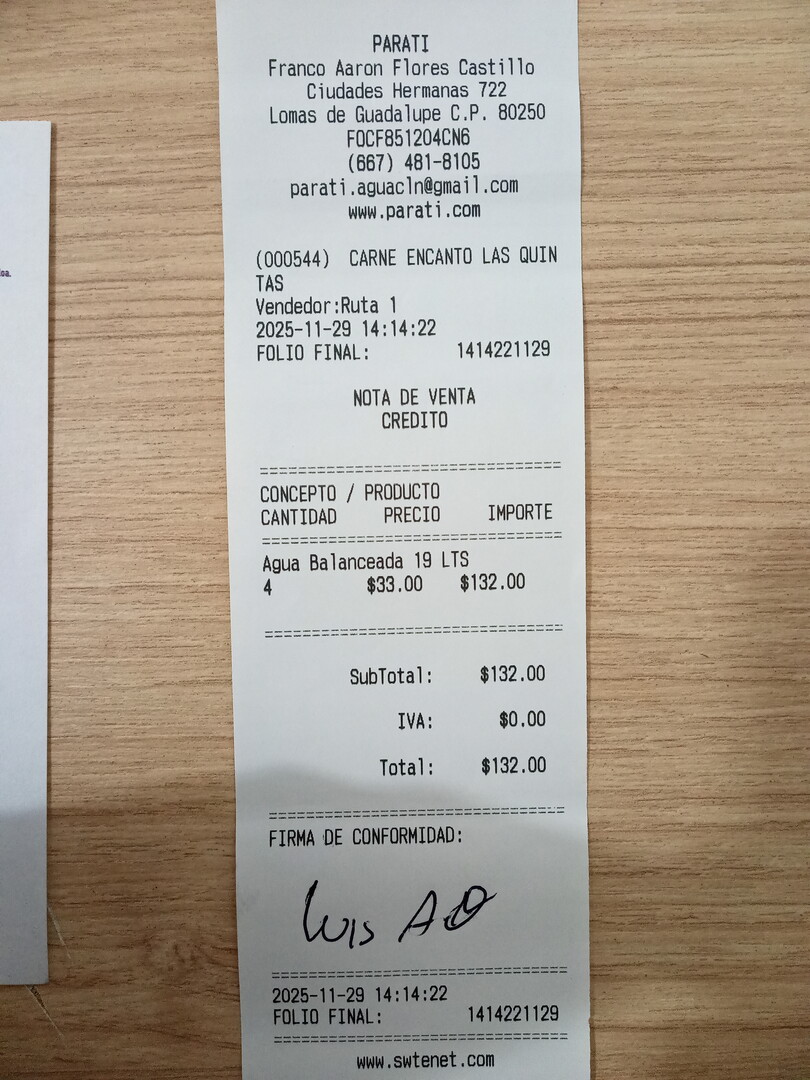 PARATI
Franco Aaron Flores Castillo
Ciudades Hermanas 722
Lomas de Guadalupe C.P. 80250
FOCF851204CN6
(667) 481-8105
parati.aguacln@gmail.com
www.parati.com
(000544) CARNE ENCANTO LAS QUIN
TAS
Vendedor:Ruta 1
2025-11-29 14:14:22
FOLIO FINAL: 1414221129
NOTA DE VENTA
CREDITO
CONCEPTO / PRODUCTO
CANTIDAD PRECIO IMPORTE
Agua Balanceada 19 LTS
4 $33.00 $132.00
SubTotal: $132.00
IVA: $0.00
Total: $132.00
FIRMA DE CONFORMIDAD:
Luis
2025-11-29 14:14:22
FOLIO FINAL: 1414221129
www.swtenet.com